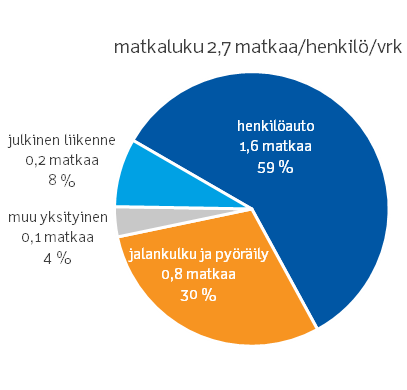 matkaluku 2,7 matkaa/henkilö/vrk
henkilöauto
1,6 matkaa
59 %
julkinen liikenne
0,2 matkaa
8 %
muu yksityinen
0,1 matkaa
4 %
jalankulku ja pyöräily
0,8 matkaa
30 %